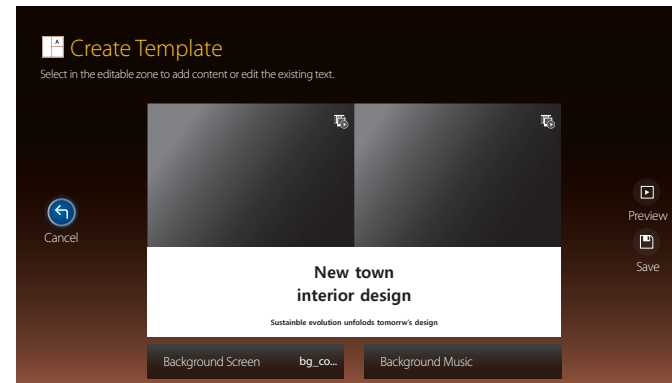 A
Create Template
Select in the editable zone to add content or edit the existing text.
Cancel
Preview
Save
New town
interior design
Sustainble evolution unfolods tomorrw's design
Background Screen bg_co...
Background Music